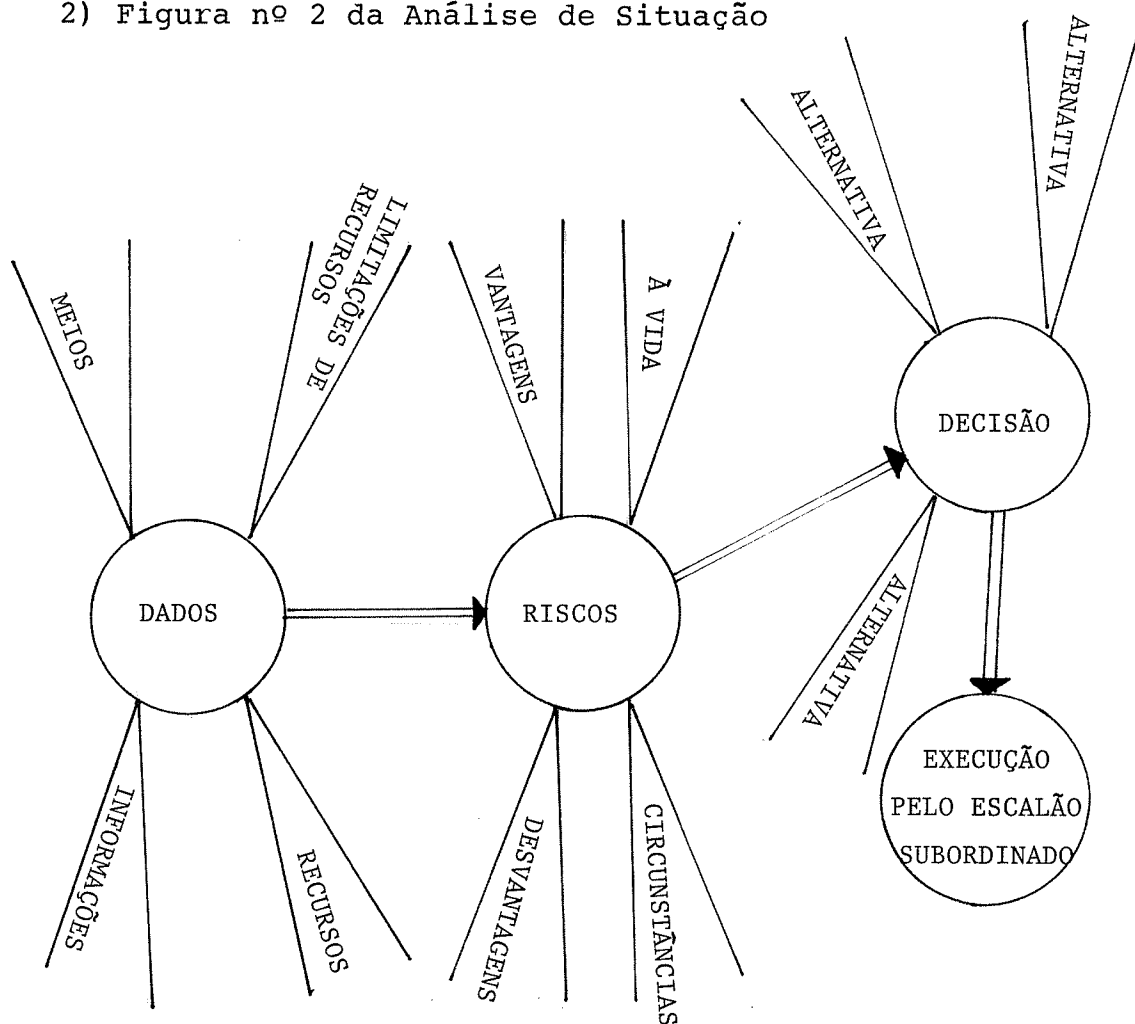 2) Figura nº 2 da Análise de Situação
ALTERNATIVA
ALTERNATIVA
MEIOS
LIMITAÇÕES DE
RECURSOS
VANTAGENS
À VIDA
DECISÃO
DADOS
RISCOS
ALTERNATIVA
EXECUÇÃO
PELO ESCALÃO
SUBORDINADO
INFORMAÇÕES
RECURSOS
DESVANTAGENS
CIRCUNSTÂNCIAS